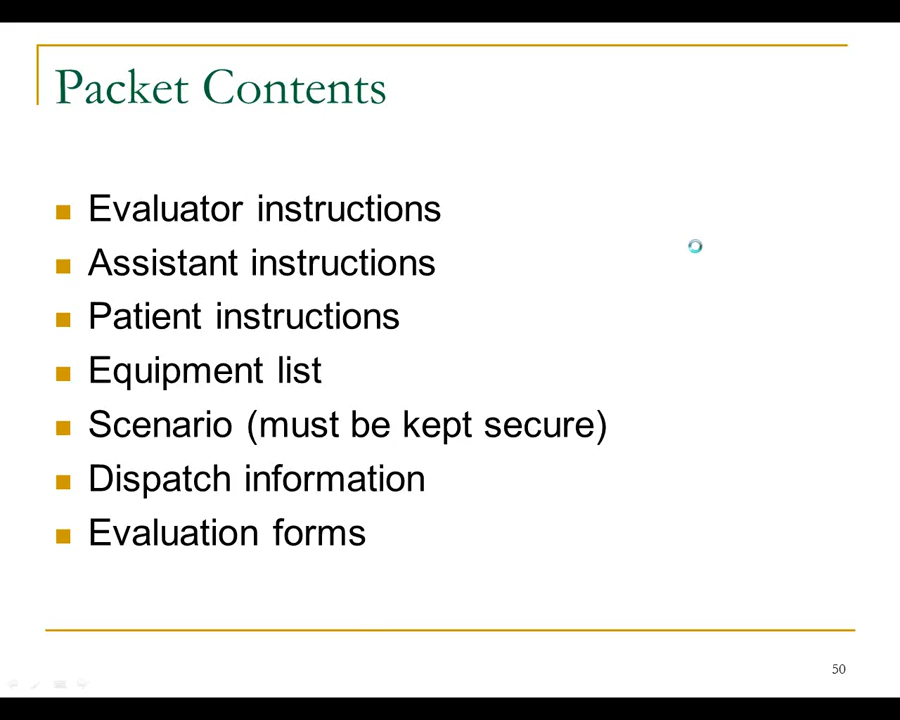 Packet Contents
Evaluator instructions
Assistant instructions
Patient instructions
Equipment list
Scenario (must be kept secure)
Dispatch information
Evaluation forms
50